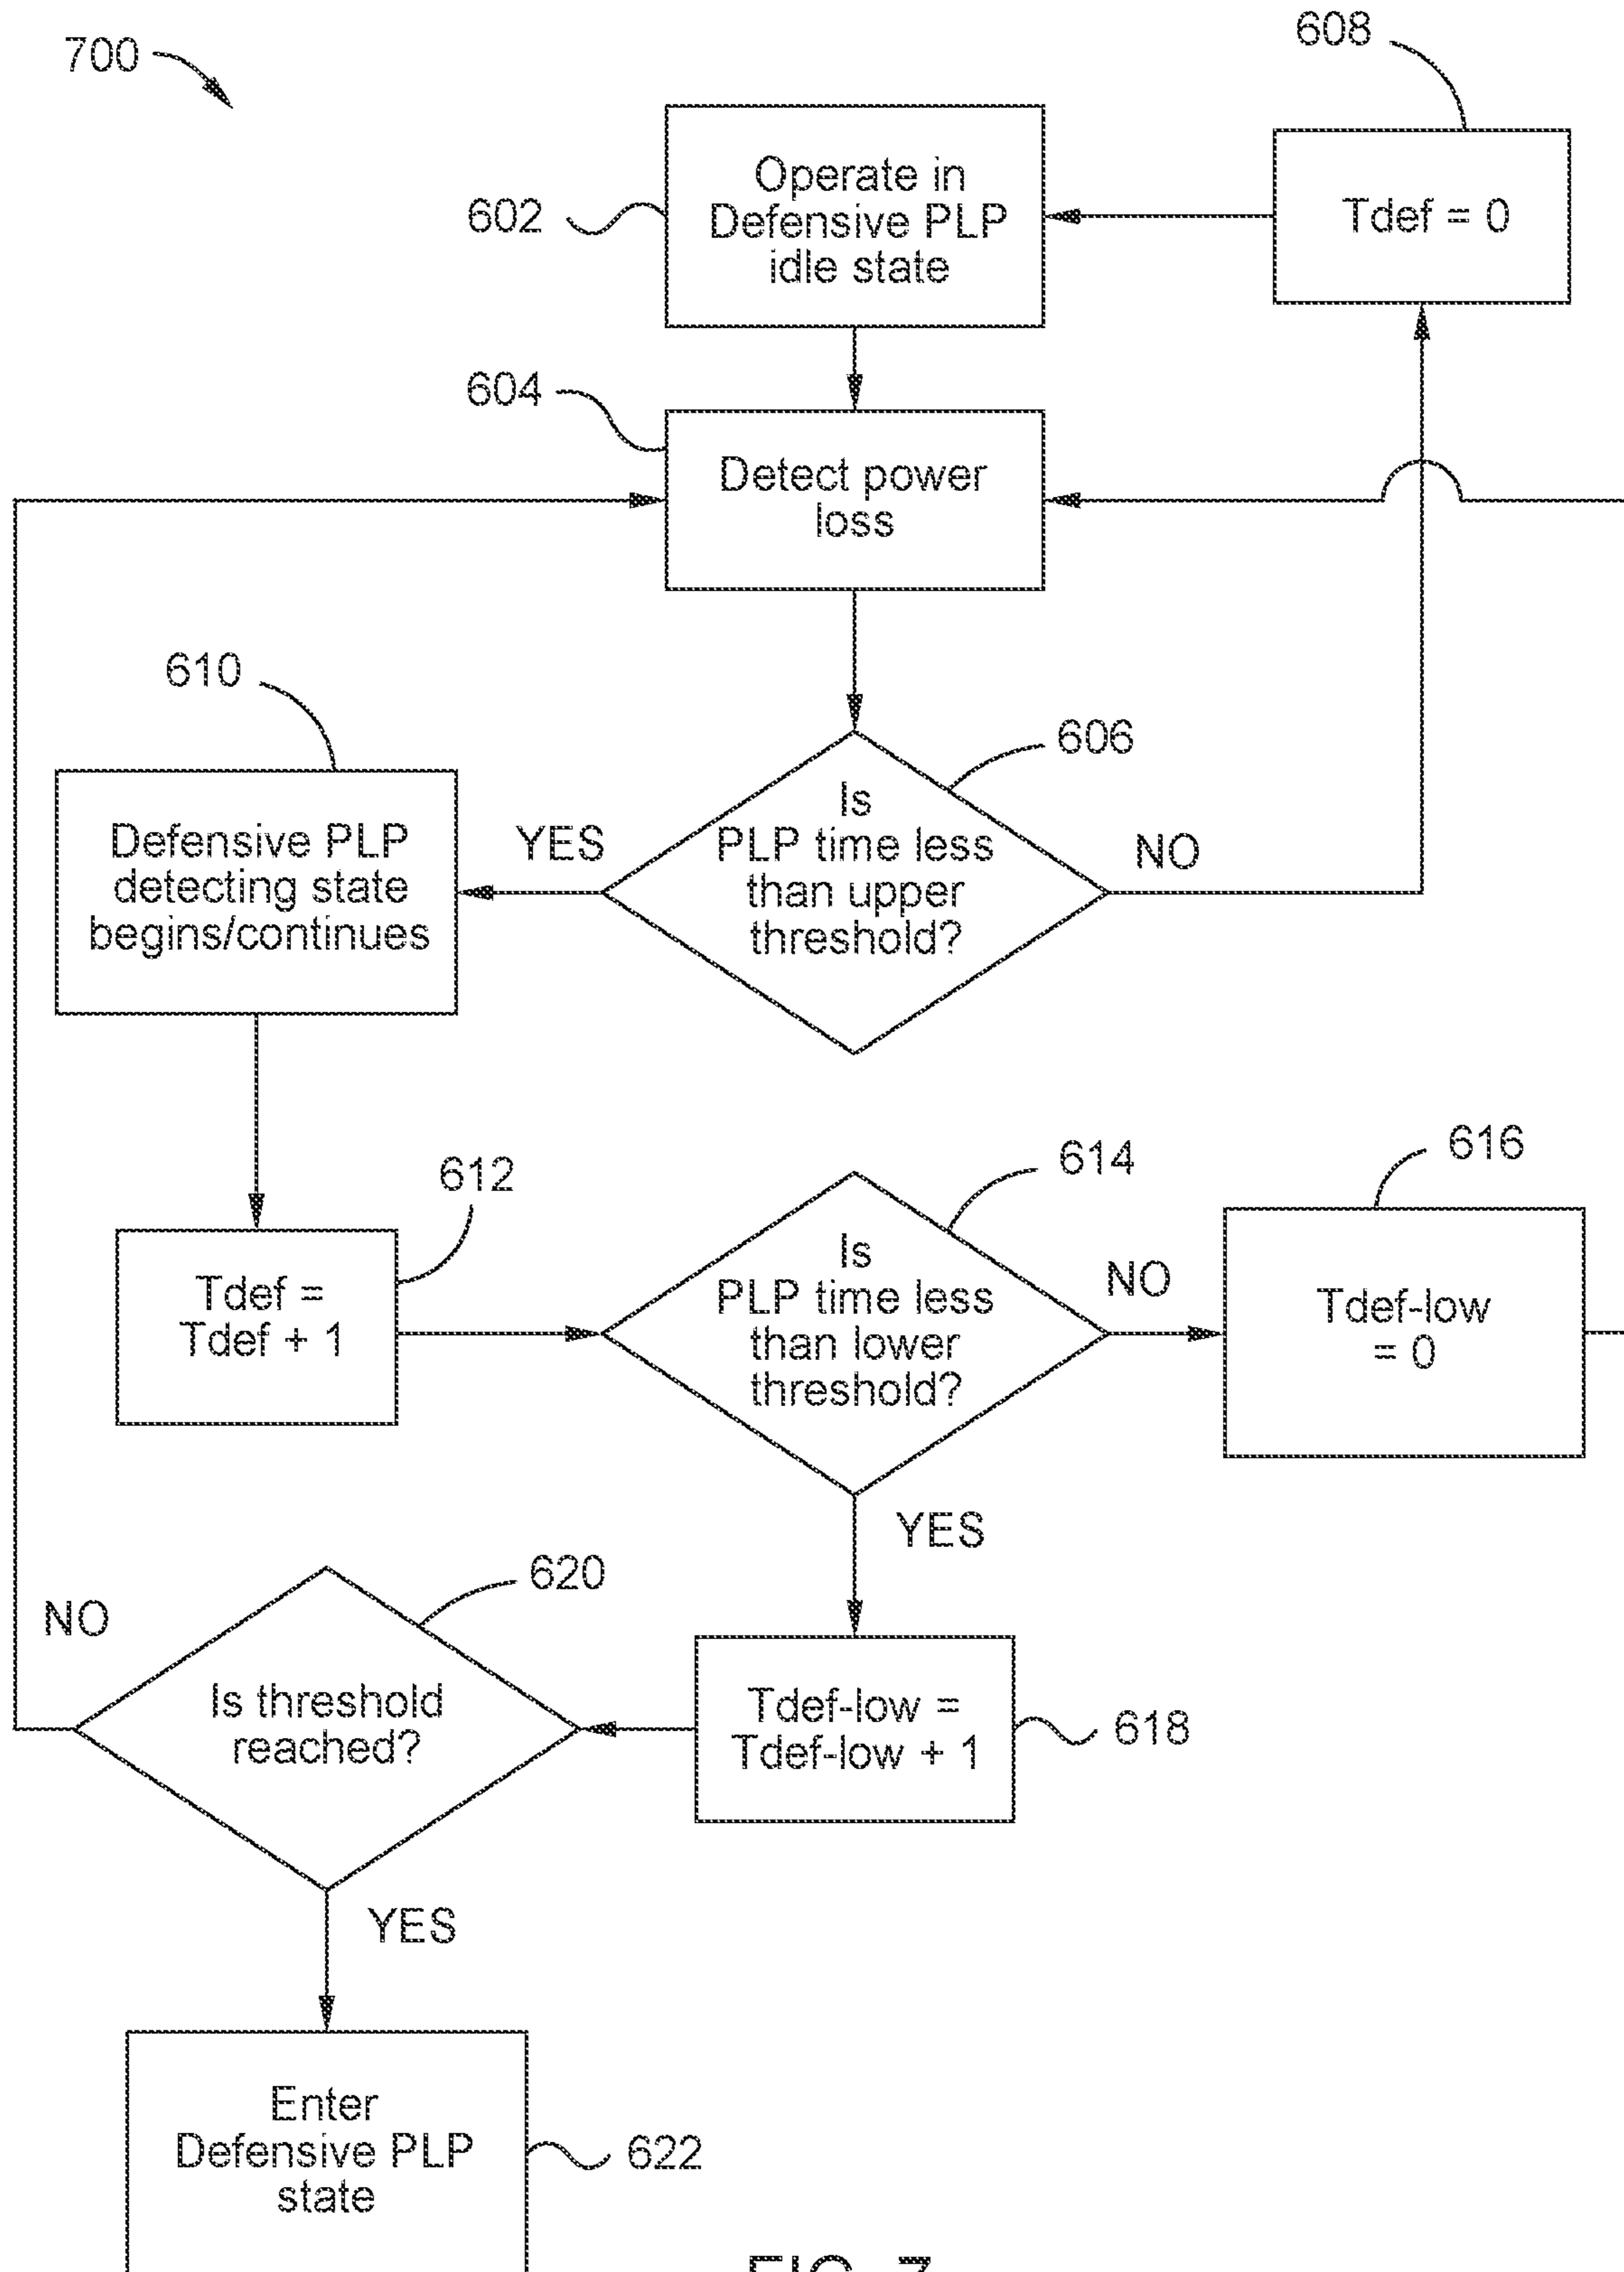 700
608
Operate in
Defensive PLP
idle state
602
Tdef = 0
604
Detect power
loss
610
606
Is
PLP time less
than upper
threshold?
YES
NO
Defensive PLP
detecting state
begins/continues
612
614
616
Tdef =
Tdef + 1
Is
PLP time less
than lower
threshold?
NO
Tdef-low
= 0
YES
620
NO
Is threshold
reached?
Tdef-low =
Tdef-low + 1
618
YES
Enter
Defensive PLP
state
622
FIG. 7